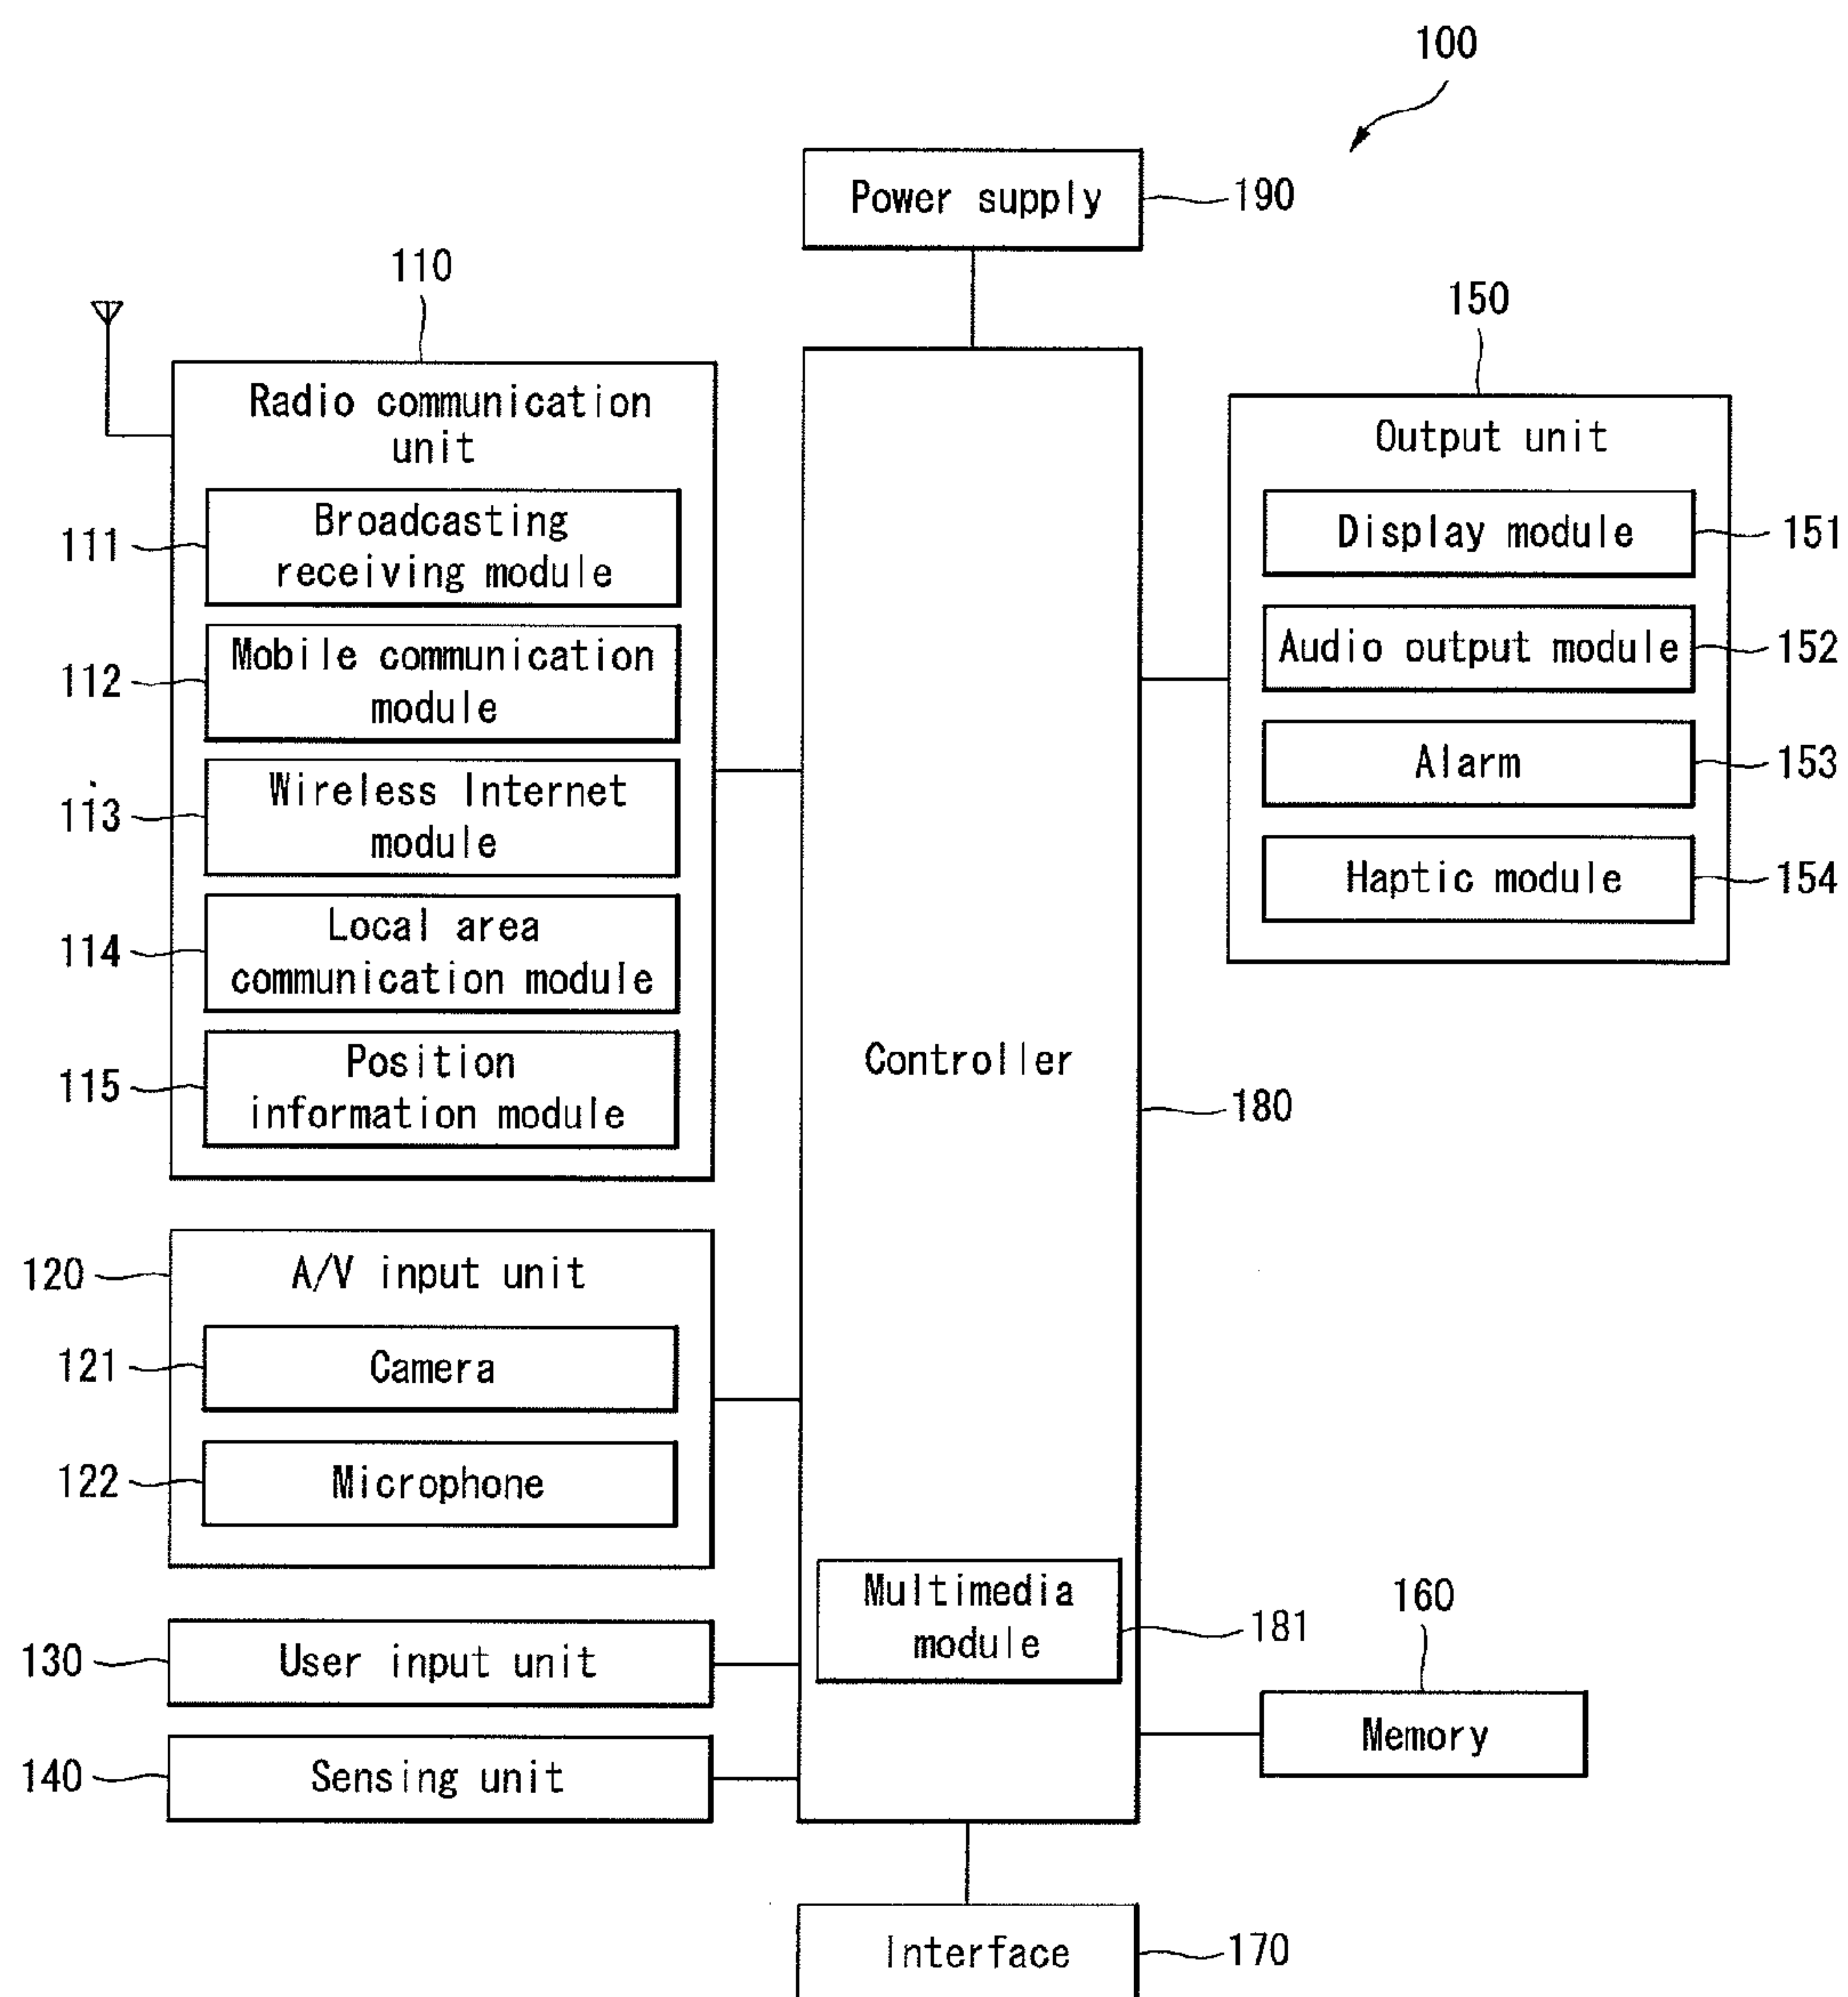 100
Power supply
190
110
Radio communication
unit
111
Broadcasting
receiving module
112
Mobile communication
module
113
Wireless Internet
module
114
Local area
communication module
115
Position
information module
150
Output unit
Display module
151
Audio output module
152
Alarm
153
Haptic module
154
Controller
180
120
A/V input unit
121
Camera
122
Microphone
Multimedia
module
181
130
User input unit
140
Sensing unit
160
Memory
Interface
170